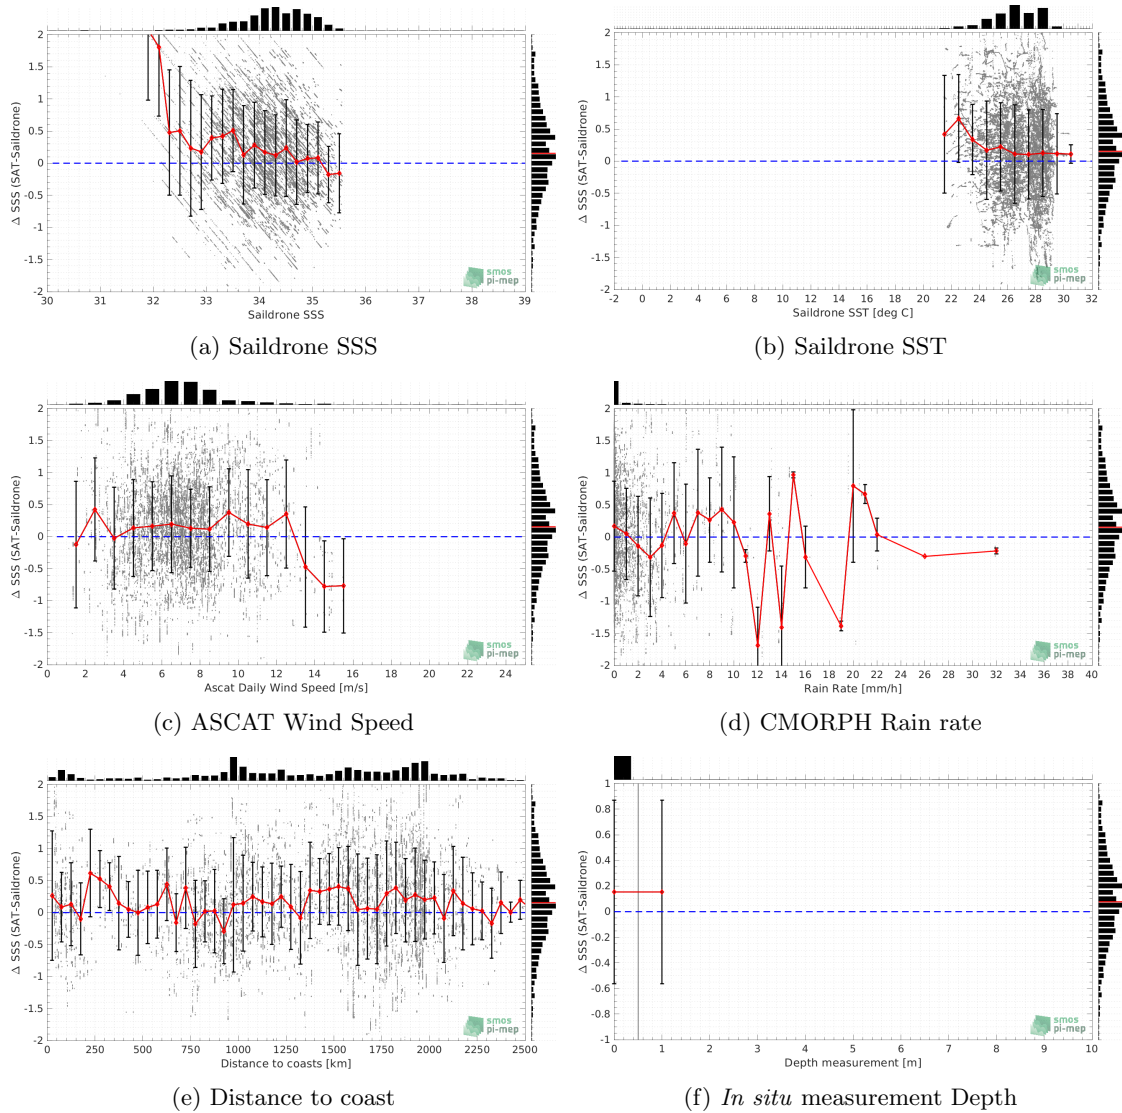 2
1.5
1
0.5
0
-0.5
-1
-1.5
-2
Δ SSS (SAT-Saildrone)
30 31 32 33 34 35 36 37 38 39
Saildrone SSS
smos
pi-mep
(a) Saildrone SSS
2
1.5
1
0.5
0
-0.5
-1
-1.5
-2
Δ SSS (SAT-Saildrone)
-2 0 2 4 6 8 10 12 14 16 18 20 22 24 26 28 30 32
Saildrone SST [deg C]
smos
pi-mep
(b) Saildrone SST
2
1.5
1
0.5
0
-0.5
-1
-1.5
-2
Δ SSS (SAT-Saildrone)
0 2 4 6 8 10 12 14 16 18 20 22 24
Ascat Daily Wind Speed [m/s]
smos
pi-mep
(c) ASCAT Wind Speed
2
1.5
1
0.5
0
-0.5
-1
-1.5
-2
Δ SSS (SAT-Saildrone)
0 2 4 6 8 10 12 14 16 18 20 22 24 26 28 30 32 34 36 38 40
Rain Rate [mm/h]
smos
pi-mep
(d) CMORPH Rain rate
2
1.5
1
0.5
0
-0.5
-1
-1.5
-2
Δ SSS (SAT-Saildrone)
0 250 500 750 1000 1250 1500 1750 2000 2250 2500
Distance to coasts [km]
smos
pi-mep
(e) Distance to coast
1
0.8
0.6
0.4
0.2
0
-0.2
-0.4
-0.6
-0.8
-1
Δ SSS (SAT-Saildrone)
0 1 2 3 4 5 6 7 8 9 10
Depth measurement [m]
smos
pi-mep
(f) In situ measurement Depth